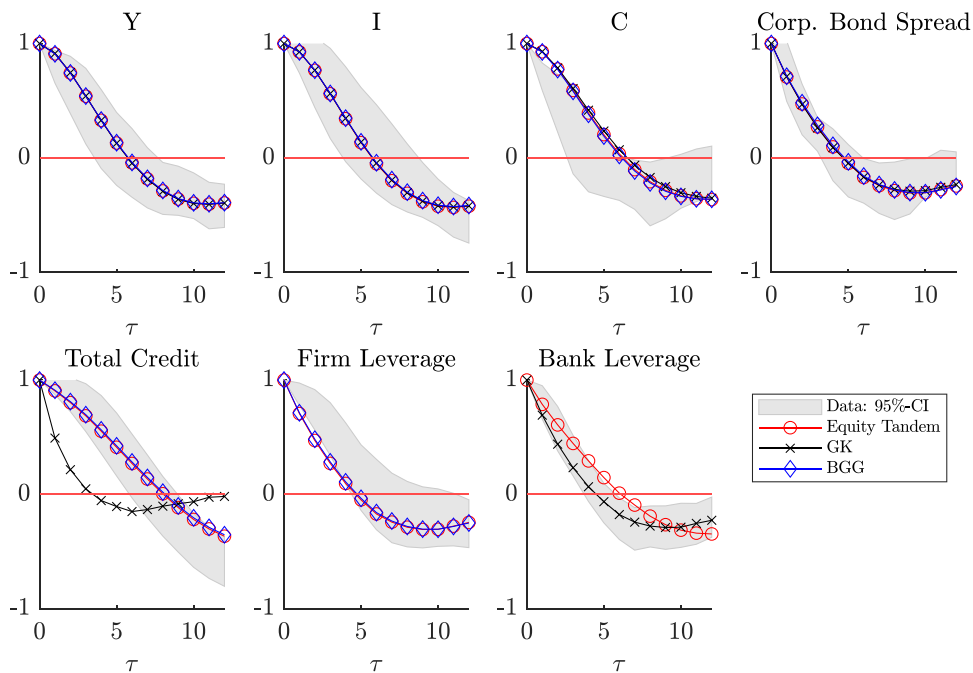 Y
I
C
Corp. Bond Spread
1
0
-1
0
5
10
τ
1
0
-1
0
5
10
τ
1
0
-1
0
5
10
τ
1
0
-1
0
5
10
τ
Total Credit
Firm Leverage
Bank Leverage
1
0
-1
0
5
10
τ
1
0
-1
0
5
10
τ
1
0
-1
0
5
10
τ
Data: 95%-CI
Equity Tandem
GK
BGG